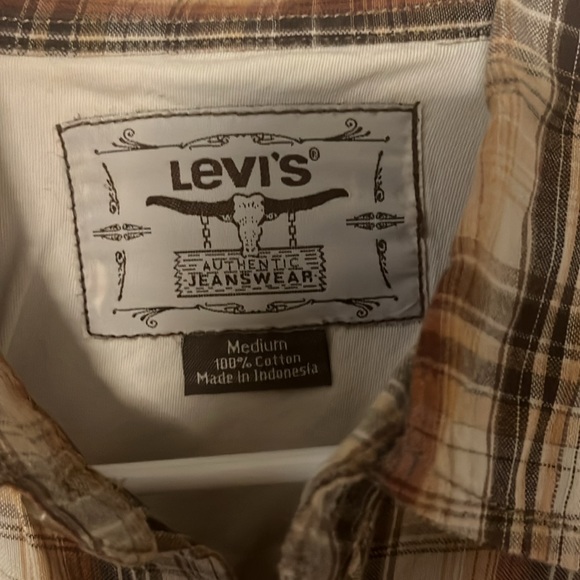 Levi's®
AUTHENTIC
JEANSWEAR
Medium
100% Cotton
Made in Indonesia